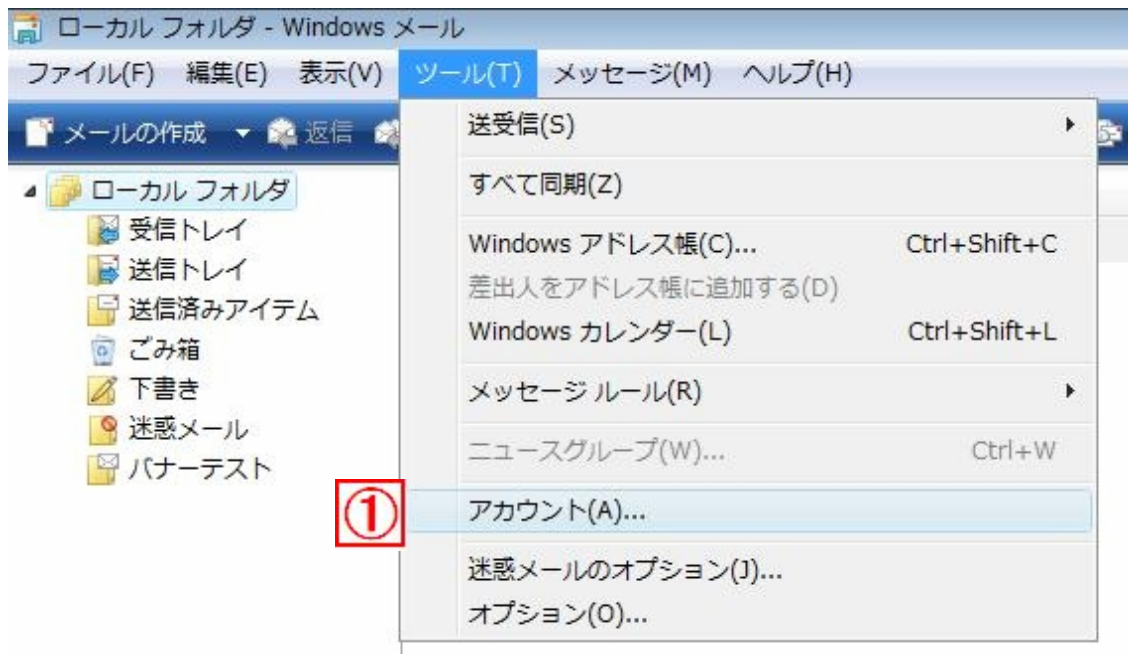 ローカル フォルダ - Windows メール
ファイル(F) 編集(E) 表示(V) ツール(T) メッセージ(M) ヘルプ(H)
メールの作成 返信
送受信(S)
すべて同期(Z)
Windows アドレス帳(C)... Ctrl+Shift+C
差出人をアドレス帳に追加する(D)
Windows カレンダー(L) Ctrl+Shift+L
メッセージ ルール(R)
ニュースグループ(W)... Ctrl+W
① アカウント(A)...
迷惑メールのオプション(J)...
オプション(O)...
ローカル フォルダ
受信トレイ
送信トレイ
送信済みアイテム
ごみ箱
下書き
迷惑メール
バナーテスト